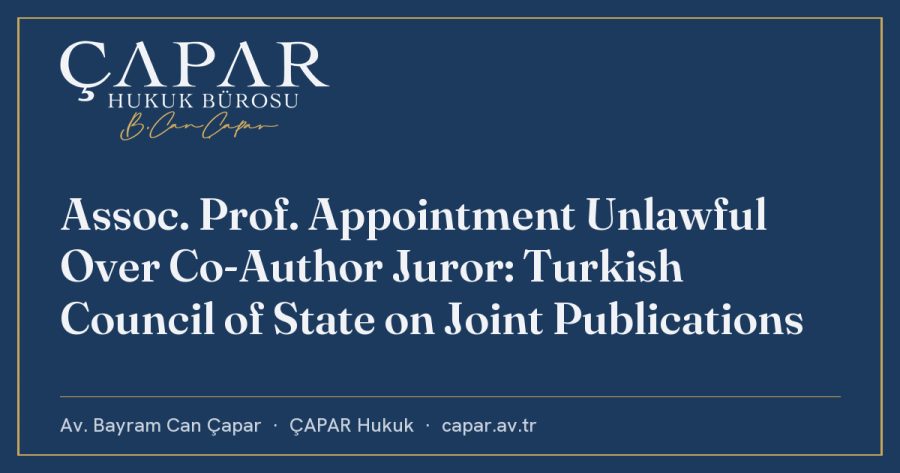 ÇAPAR
HUKUK BÜROSU
B.Can Çapar
Assoc. Prof. Appointment Unlawful
Over Co-Author Juror: Turkish
Council of State on Joint Publications
Av. Bayram Can Çapar · ÇAPAR Hukuk · capar.av.tr